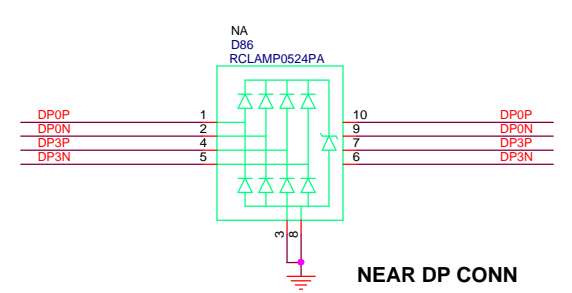 NA
D86
RCLAMP0524PA
DP0P 1 10 DP0P
DP0N 2 9 DP0N
DP3P 4 7 DP3P
DP3N 5 6 DP3N
3 8
NEAR DP CONN